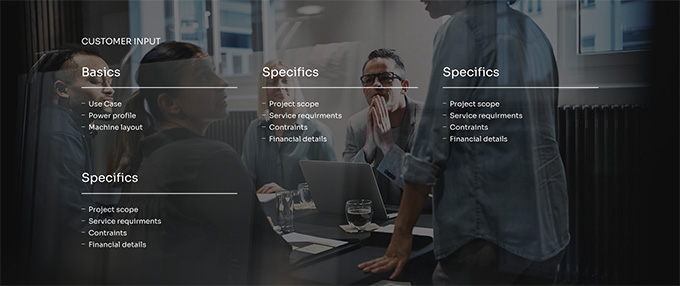 CUSTOMER INPUT
Basics
– Use Case
– Power profile
– Machine layout
Specifics
– Project scope
– Service requirments
– Contraints
– Financial details
Specifics
– Project scope
– Service requirments
– Contraints
– Financial details
Specifics
– Project scope
– Service requirments
– Contraints
– Financial details